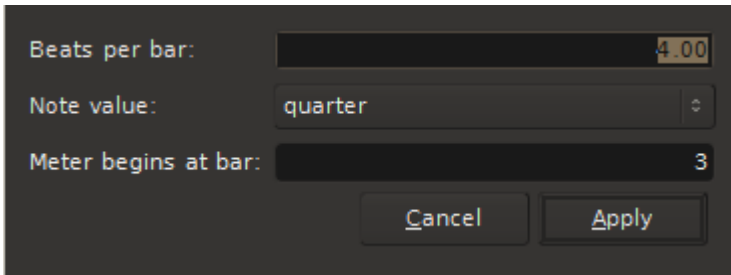 Beats per bar: 4.00
Note value: quarter
Meter begins at bar: 3
Cancel Apply